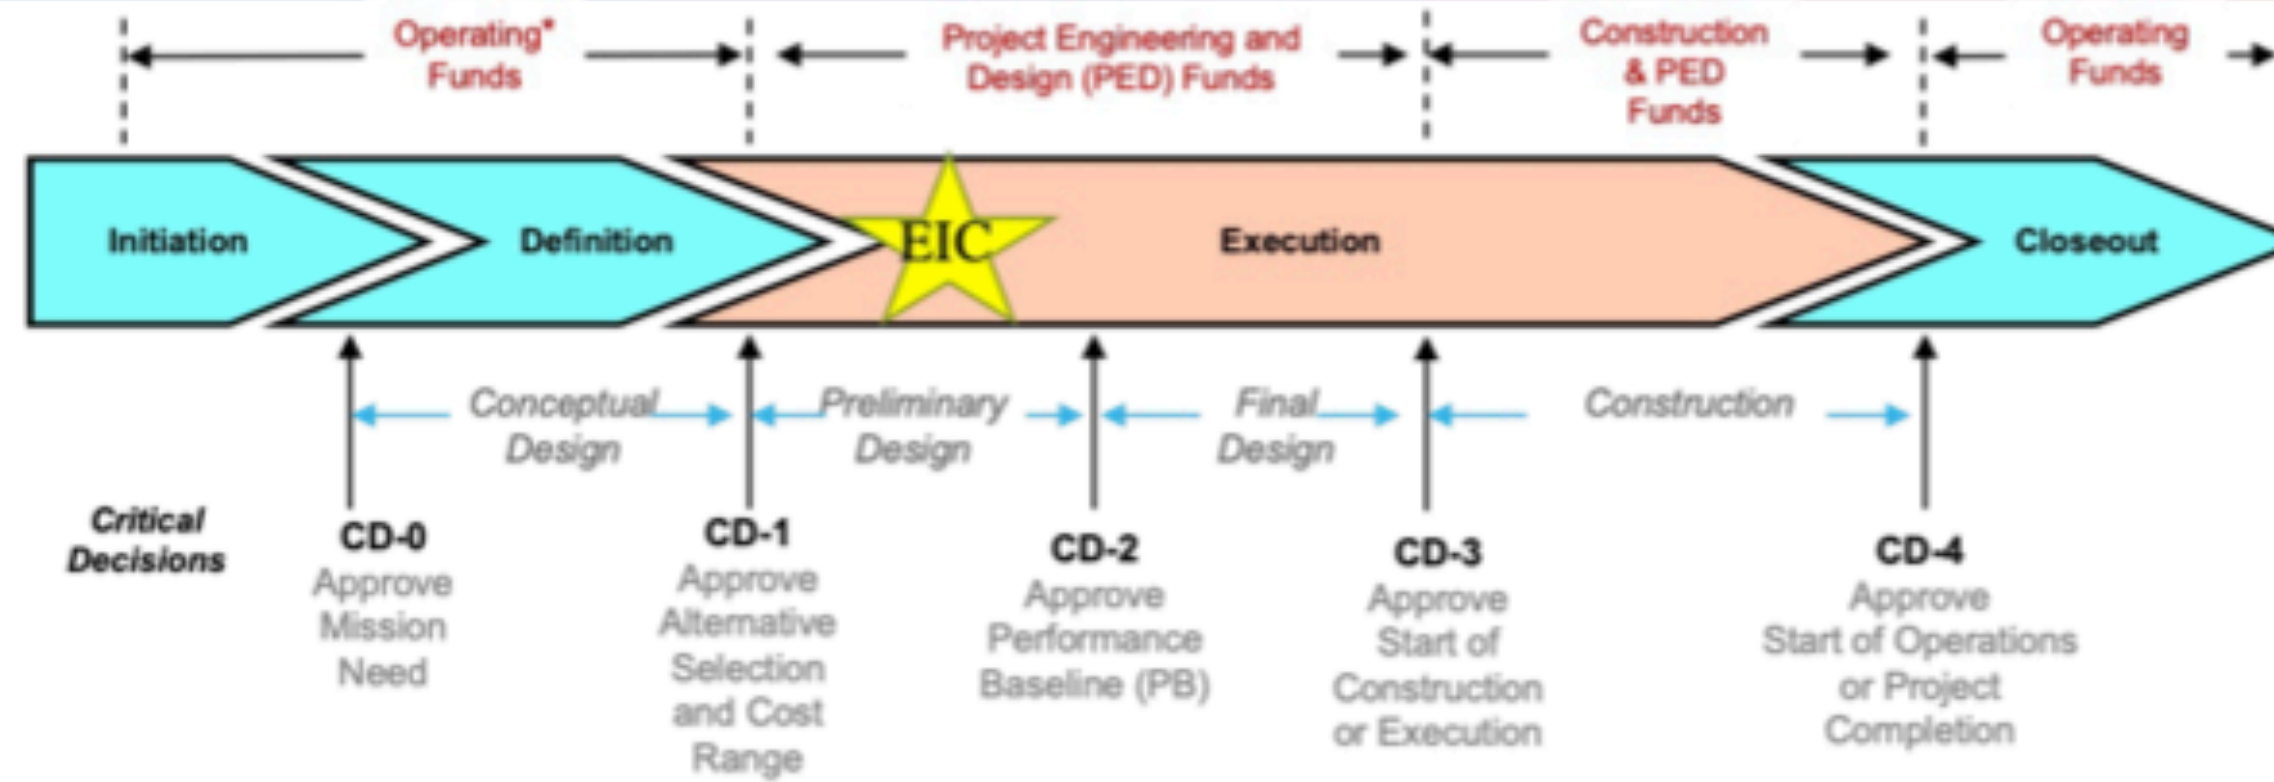 Operating*
Funds
Project Engineering and
Design (PED) Funds
Construction
& PED
Funds
Operating
Funds
Initiation
Definition
EIC
Execution
Closeout
Conceptual
Design
Preliminary
Design
Final
Design
Construction
Critical
Decisions
CD-0
Approve
Mission
Need
CD-1
Approve
Alternative
Selection
and Cost
Range
CD-2
Approve
Performance
Baseline (PB)
CD-3
Approve
Start of
Construction
or Execution
CD-4
Approve
Start of Operations
or Project
Completion